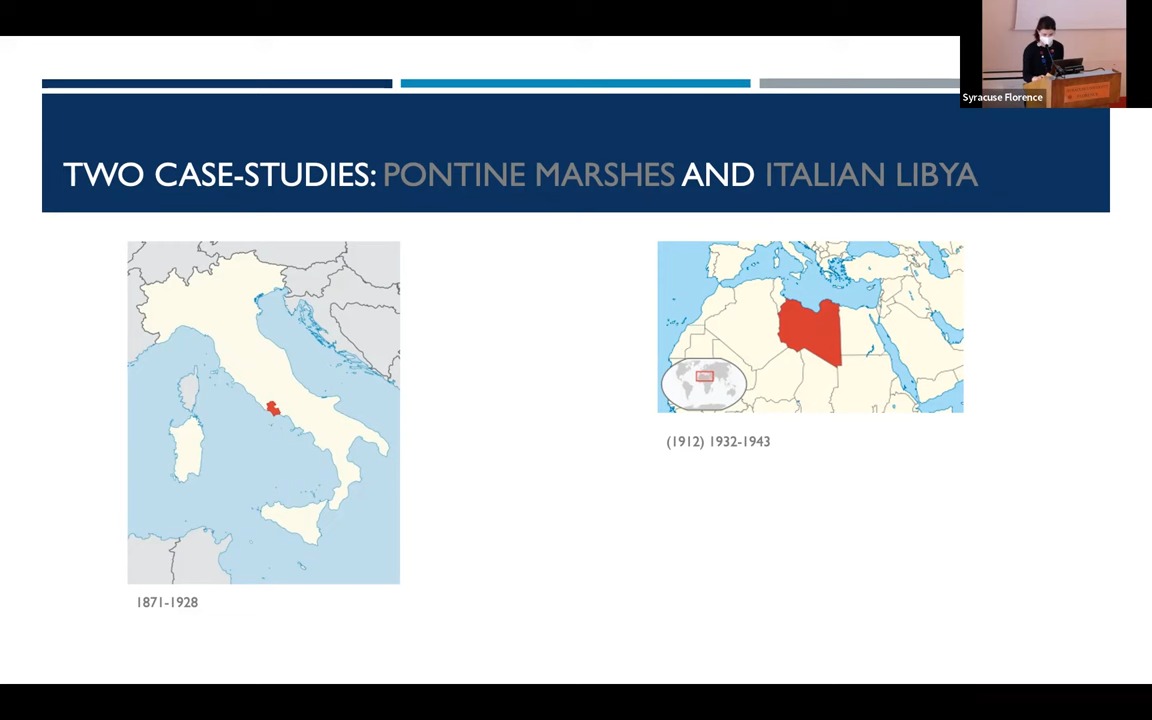 Syracuse Florence
TWO CASE-STUDIES: PONTINE MARSHES AND ITALIAN LIBYA
(1912) 1932-1943
1871-1928